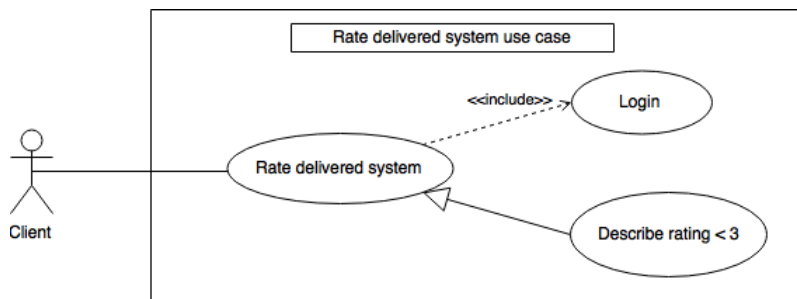 Rate delivered system use case
<<include>>
Login
Rate delivered system
Client
Describe rating < 3